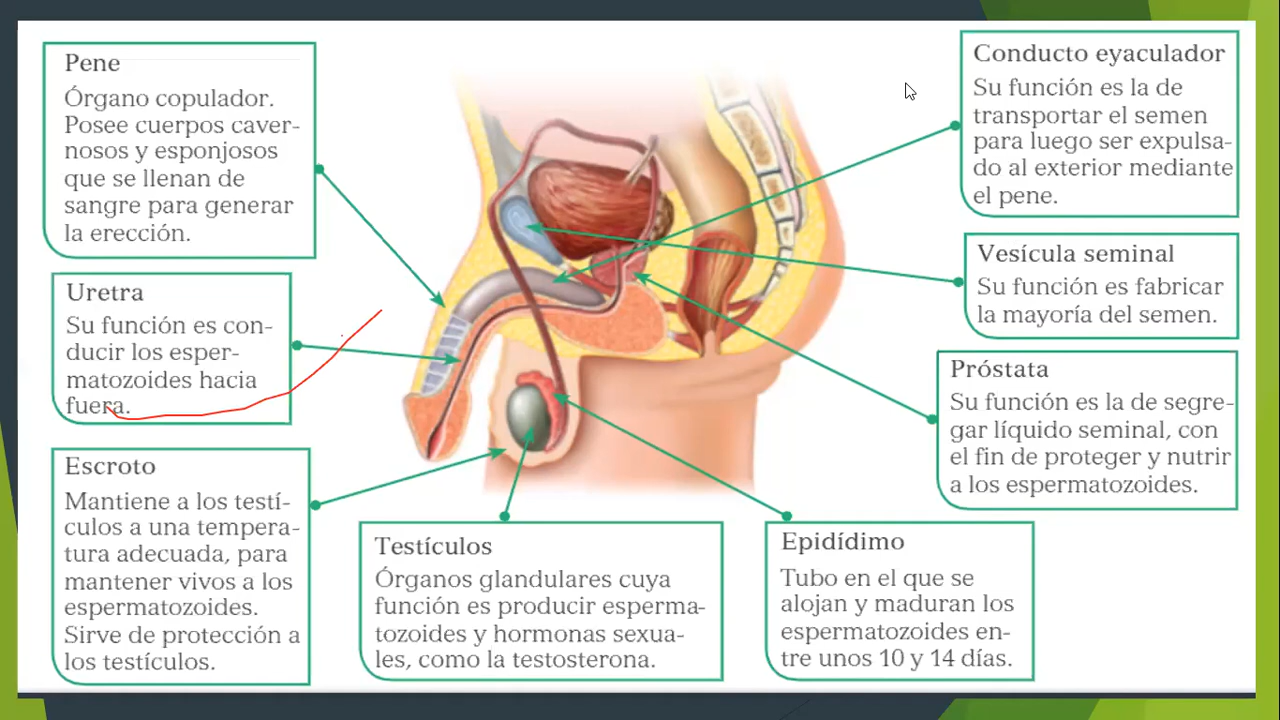 Pene
Órgano copulador.
Posee cuerpos caver-
nosos y esponjosos
que se llenan de
sangre para generar
la erección.
Uretra
Su función es con-
ducir los esper-
matozoides hacia
fuera.
Escroto
Mantiene a los testí-
culos a una tempera-
tura adecuada, para
mantener vivos a los
espermatozoides.
Sirve de protección a
los testículos.
Testículos
Órganos glandulares cuya
función es producir esperma-
tozoides y hormonas sexua-
les, como la testosterona.
Epidídimo
Tubo en el que se
alojan y maduran los
espermatozoides en-
tre unos 10 y 14 días.
Conducto eyaculador
Su función es la de
transportar el semen
para luego ser expulsa-
do al exterior mediante
el pene.
Vesícula seminal
Su función es fabricar
la mayoría del semen.
Próstata
Su función es la de segre-
gar líquido seminal, con
el fin de proteger y nutrir
a los espermatozoides.